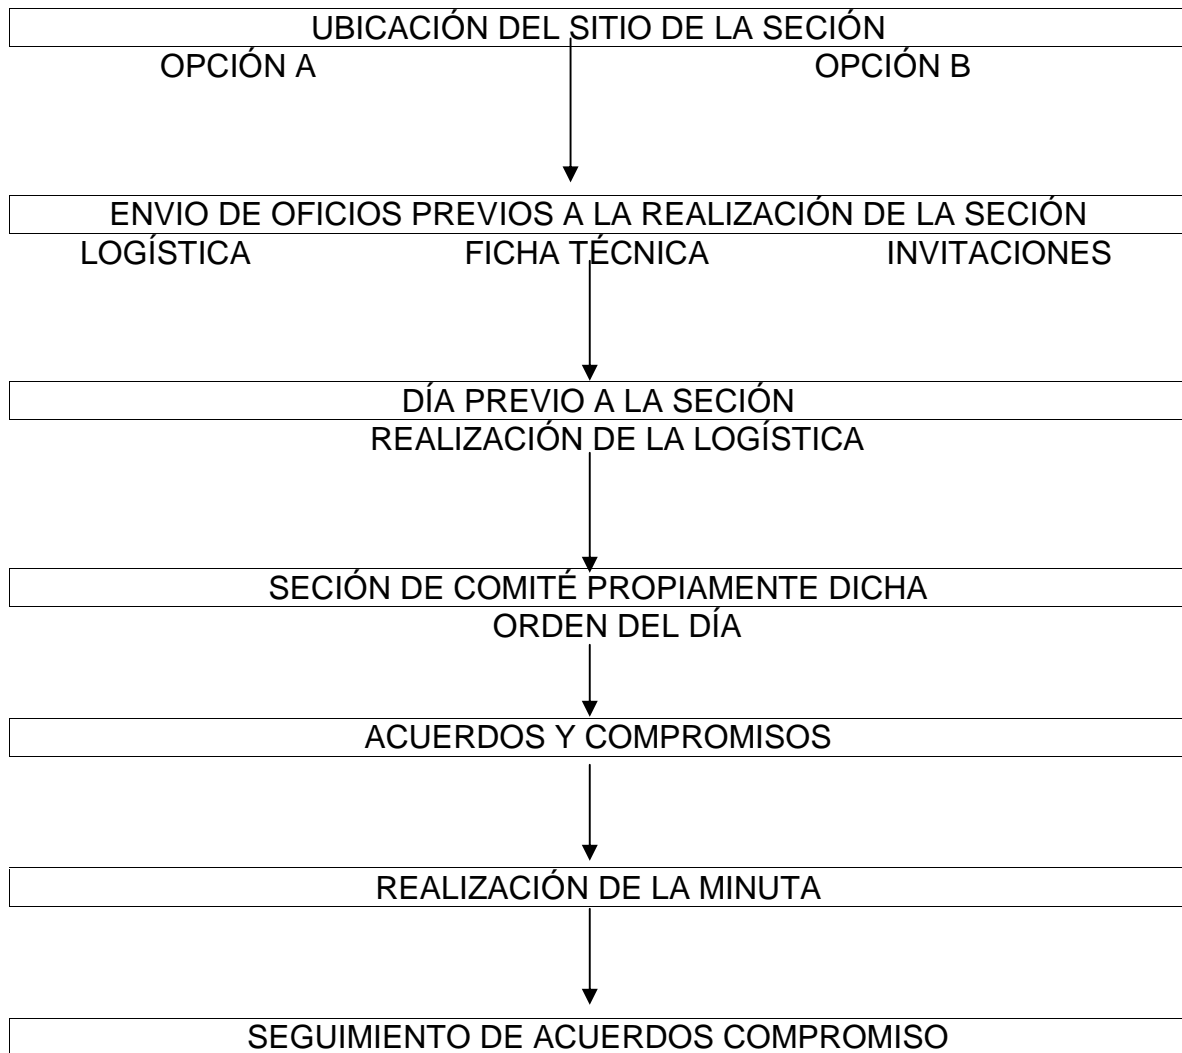 UBICACIÓN DEL SITIO DE LA SECIÓN
OPCIÓN A OPCIÓN B
ENVIO DE OFICIOS PREVIOS A LA REALIZACIÓN DE LA SECIÓN
LOGÍSTICA FICHA TÉCNICA INVITACIONES
DÍA PREVIO A LA SECIÓN
REALIZACIÓN DE LA LOGÍSTICA
SECIÓN DE COMITÉ PROPIAMENTE DICHA
ORDEN DEL DÍA
ACUERDOS Y COMPROMISOS
REALIZACIÓN DE LA MINUTA
SEGUIMIENTO DE ACUERDOS COMPROMISO